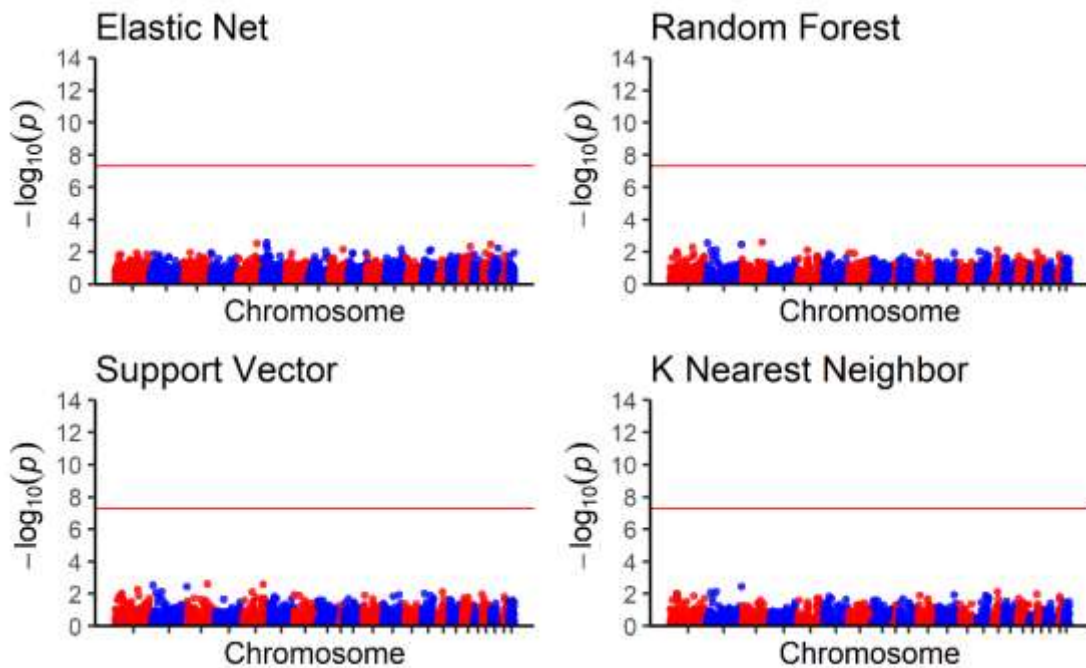 Elastic Net
14
12
10
8
6
4
2
0
−log10(p)
Chromosome
Random Forest
14
12
10
8
6
4
2
0
−log10(p)
Chromosome
Support Vector
14
12
10
8
6
4
2
0
−log10(p)
Chromosome
K Nearest Neighbor
14
12
10
8
6
4
2
0
−log10(p)
Chromosome